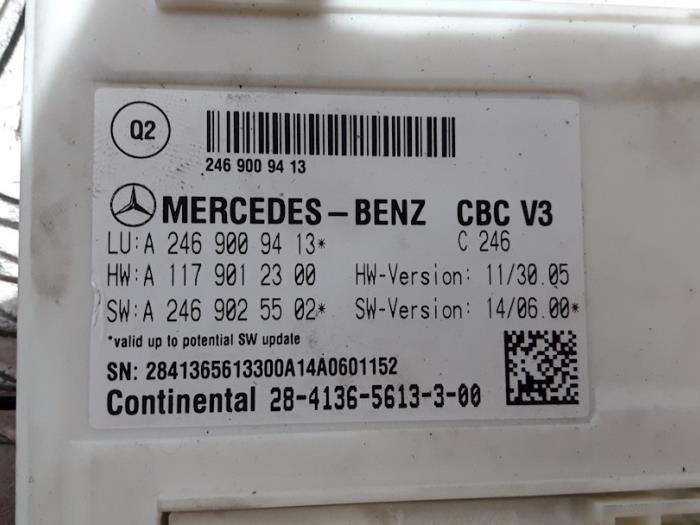 Q2
246 900 94 13
MERCEDES-BENZ CBC V3
LU:A 246 900 94 13* C 246
HW:A 117 901 23 00 HW-Version: 11/30.05
SW:A 246 902 55 02* SW-Version: 14/06.00*
*valid up to potential SW update
SN: 2841365613300A14A0601152
Continental 28-4136-5613-3-00